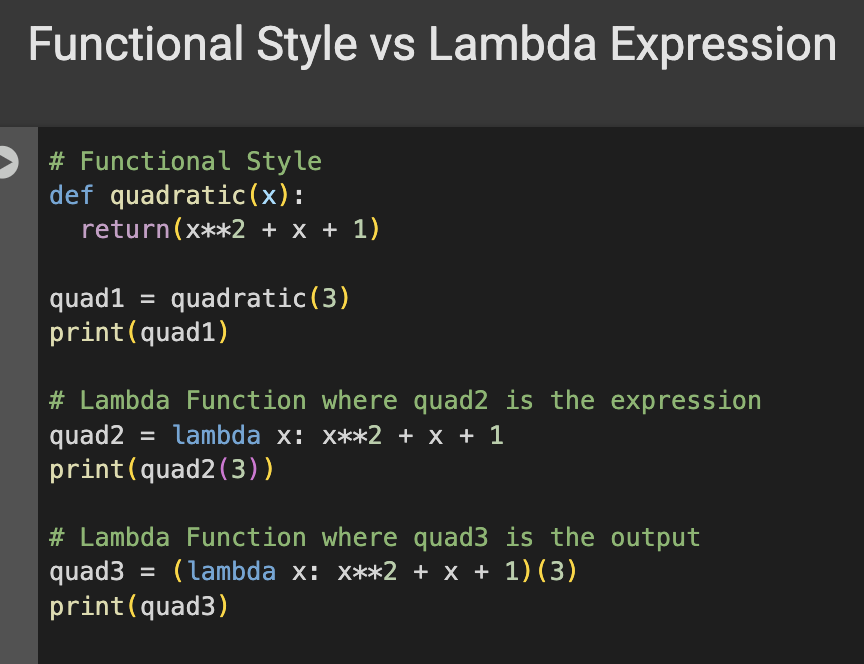 Functional Style vs Lambda Expression
# Functional Style
def quadratic(x):
  return(x**2 + x + 1)
quad1 = quadratic(3)
print(quad1)
# Lambda Function where quad2 is the expression
quad2 = lambda x: x**2 + x + 1
print(quad2(3))
# Lambda Function where quad3 is the output
quad3 = (lambda x: x**2 + x + 1)(3)
print(quad3)